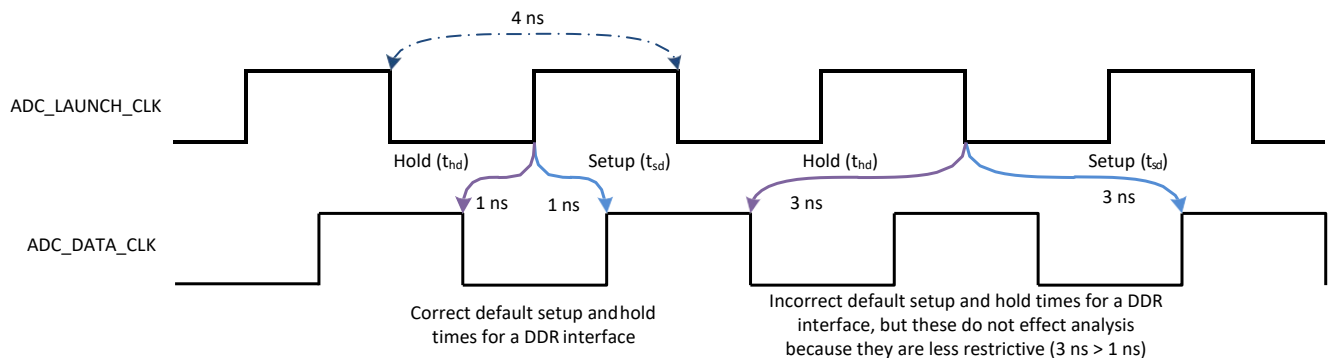 4 ns
ADC_LAUNCH_CLK
Hold (thd)
Setup (tsd)
Hold (thd)
Setup (tsd)
1 ns
1 ns
3 ns
3 ns
ADC_DATA_CLK
Correct default setup and hold
times for a DDR interface
Incorrect default setup and hold times for a DDR
interface, but these do not effect analysis
because they are less restrictive (3 ns > 1 ns)